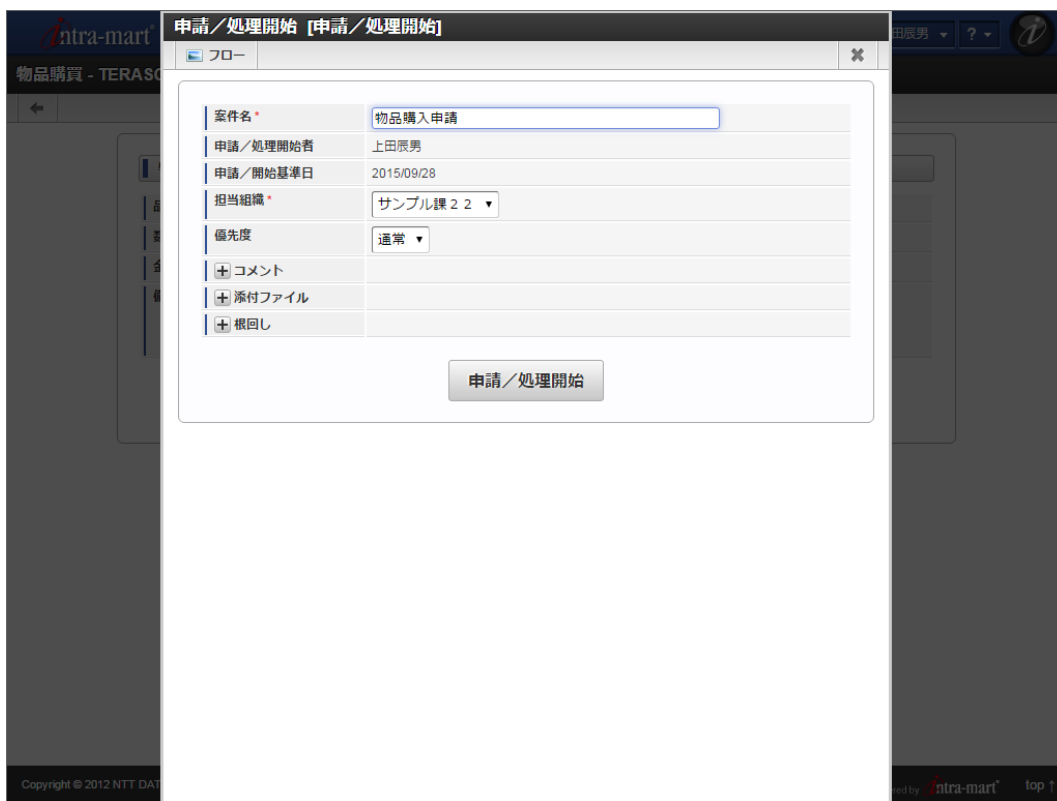 intra-mart
申請／処理開始 [申請／処理開始]
田辰男
?
フロー
物品購買 - TERASO
案件名*
物品購入申請
申請／処理開始者
上田辰男
申請／開始基準日
2015/09/28
担当組織*
サンプル課２２
優先度
通常
コメント
添付ファイル
根回し
申請／処理開始
Copyright © 2012 NTT DAT
red by intra-mart
top ↑